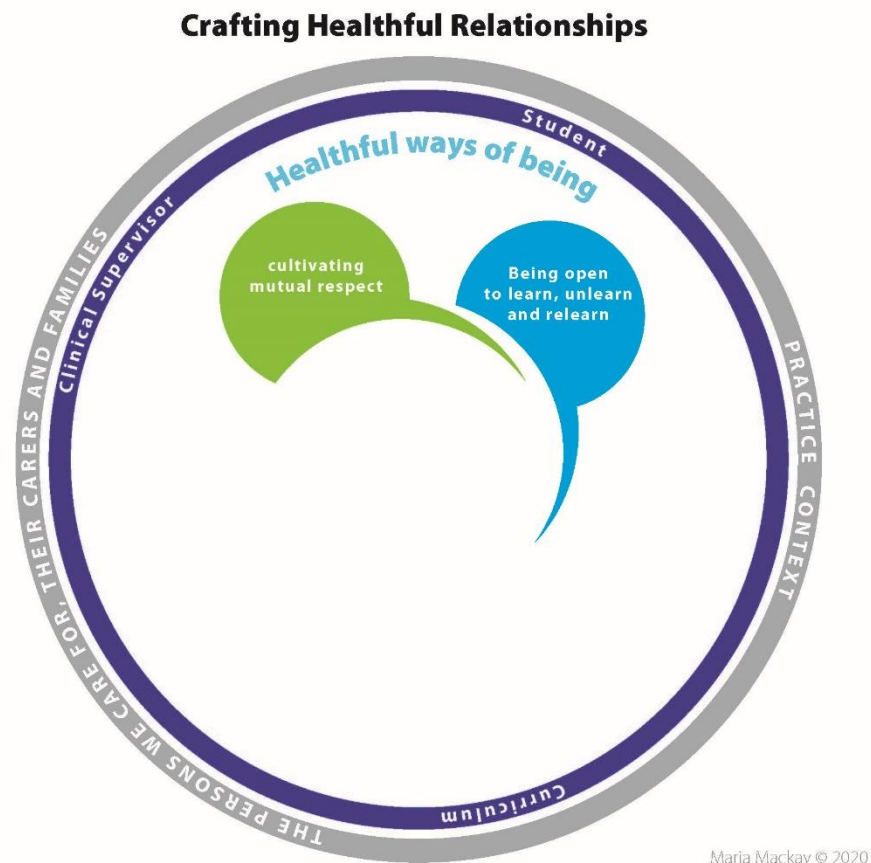 Crafting Healthful Relationships
Healthful ways of being
cultivating
mutual respect
Being open
to learn, unlearn
and relearn
Student
Clinical Supervisor
Curriculum
PRACTICE CONTEXT
THE PERSONS WE CARE FOR, THEIR CARERS AND FAMILIES
Maria Mackay © 2020